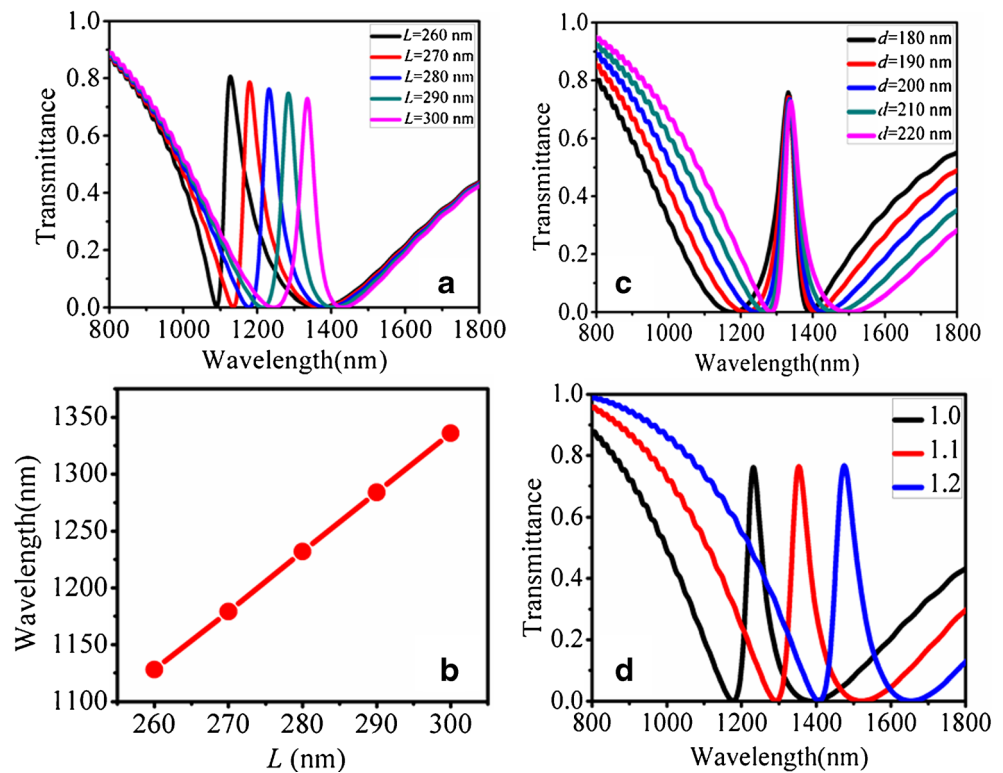 1.0
0.8
0.6
0.4
0.2
0.0
Transmittance
L=260 nm
L=270 nm
L=280 nm
L=290 nm
L=300 nm
a
800 1000 1200 1400 1600 1800
Wavelength(nm)
1.0
0.8
0.6
0.4
0.2
0.0
Transmittance
d=180 nm
d=190 nm
d=200 nm
d=210 nm
d=220 nm
c
800 1000 1200 1400 1600 1800
Wavelength(nm)
1350
1300
1250
1200
1150
1100
Wavelength(nm)
b
260 270 280 290 300
L (nm)
1.0
0.8
0.6
0.4
0.2
0.0
Transmittance
1.0
1.1
1.2
d
800 1000 1200 1400 1600 1800
Wavelength(nm)